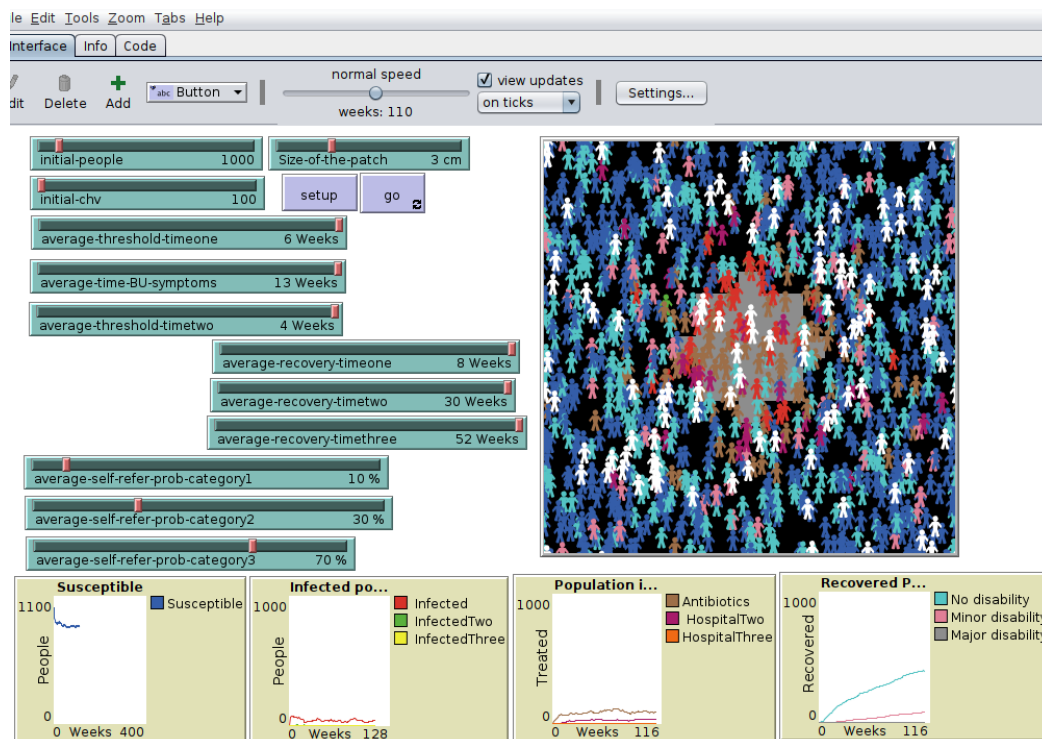 le Edit Tools Zoom Tabs Help
Interface Info Code
dit Delete Add abc Button normal speed weeks: 110 view updates on ticks Settings...
initial-people 1000 Size-of-the-patch 3 cm
initial-chv 100 setup go
average-threshold-timeone 6 Weeks
average-time-BU-symptoms 13 Weeks
average-threshold-timetwo 4 Weeks
average-recovery-timeone 8 Weeks
average-recovery-timetwo 30 Weeks
average-recovery-timethree 52 Weeks
average-self-refer-prob-category1 10 %
average-self-refer-prob-category2 30 %
average-self-refer-prob-category3 70 %
Susceptible
1100
People
0
0 Weeks 400
Susceptible
Infected po...
1000
People
0
0 Weeks 128
Infected
InfectedTwo
InfectedThree
Population i...
1000
Treated
0
0 Weeks 116
Antibiotics
HospitalTwo
HospitalThree
Recovered P...
1000
Recovered
0
0 Weeks 116
No disability
Minor disability
Major disability